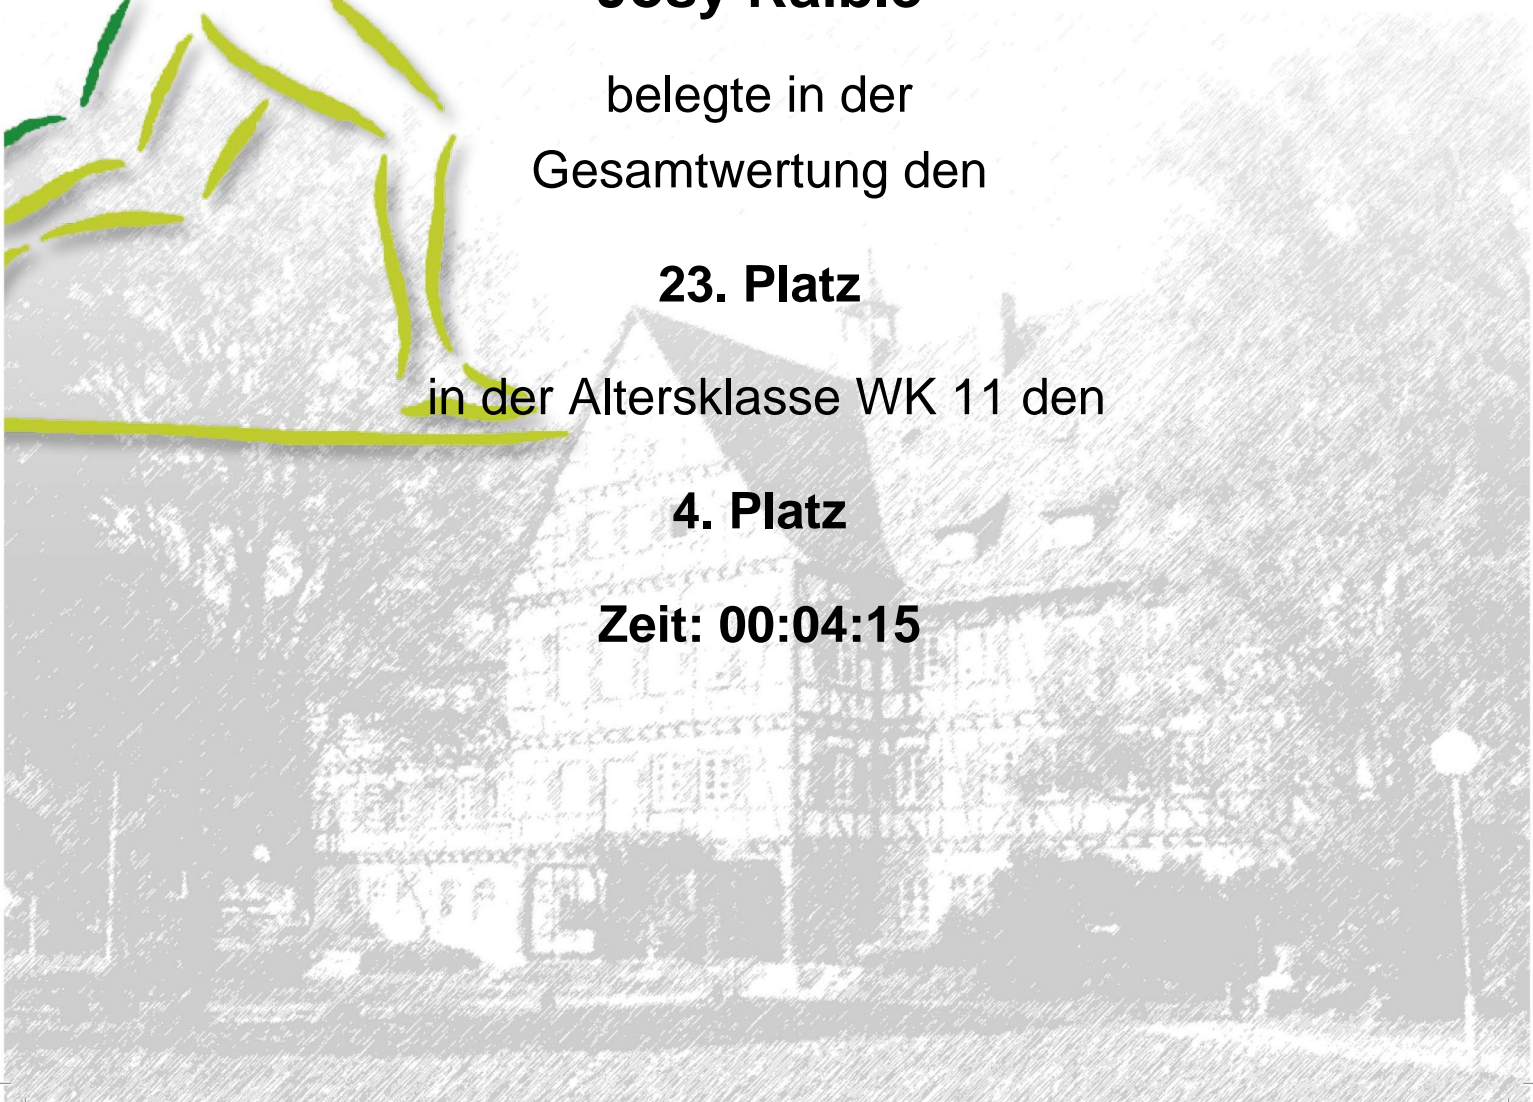 belegte in der
Gesamtwertung den
23. Platz
in der Altersklasse WK 11 den
4. Platz
Zeit: 00:04:15